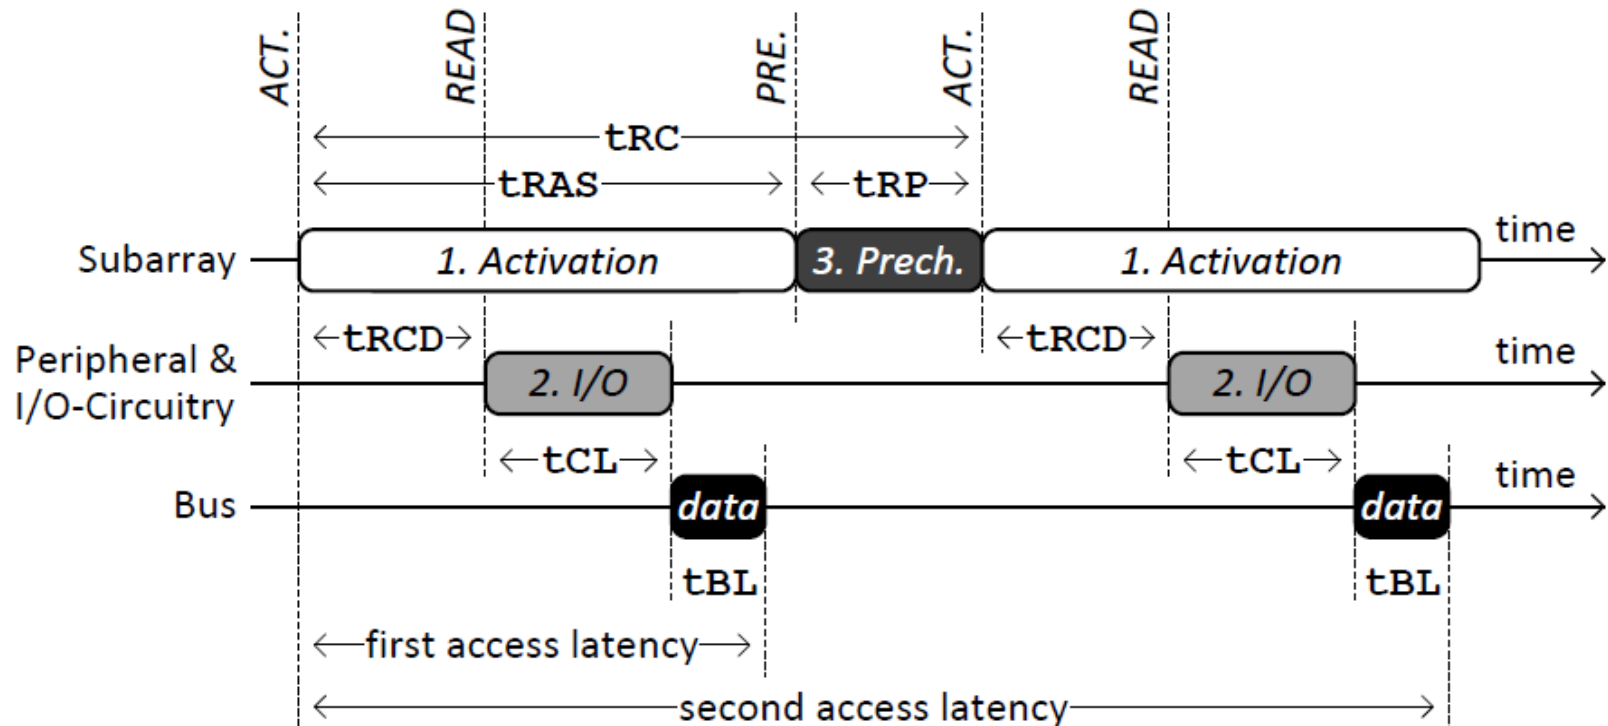 ACT.
READ
PRE.
ACT.
READ
tRC
tRAS
tRP
Subarray
1. Activation
3. Prech.
1. Activation
time
tRCD
tRCD
Peripheral &
I/O-Circuitry
2. I/O
2. I/O
time
tCL
tCL
Bus
data
data
time
tBL
tBL
first access latency
second access latency